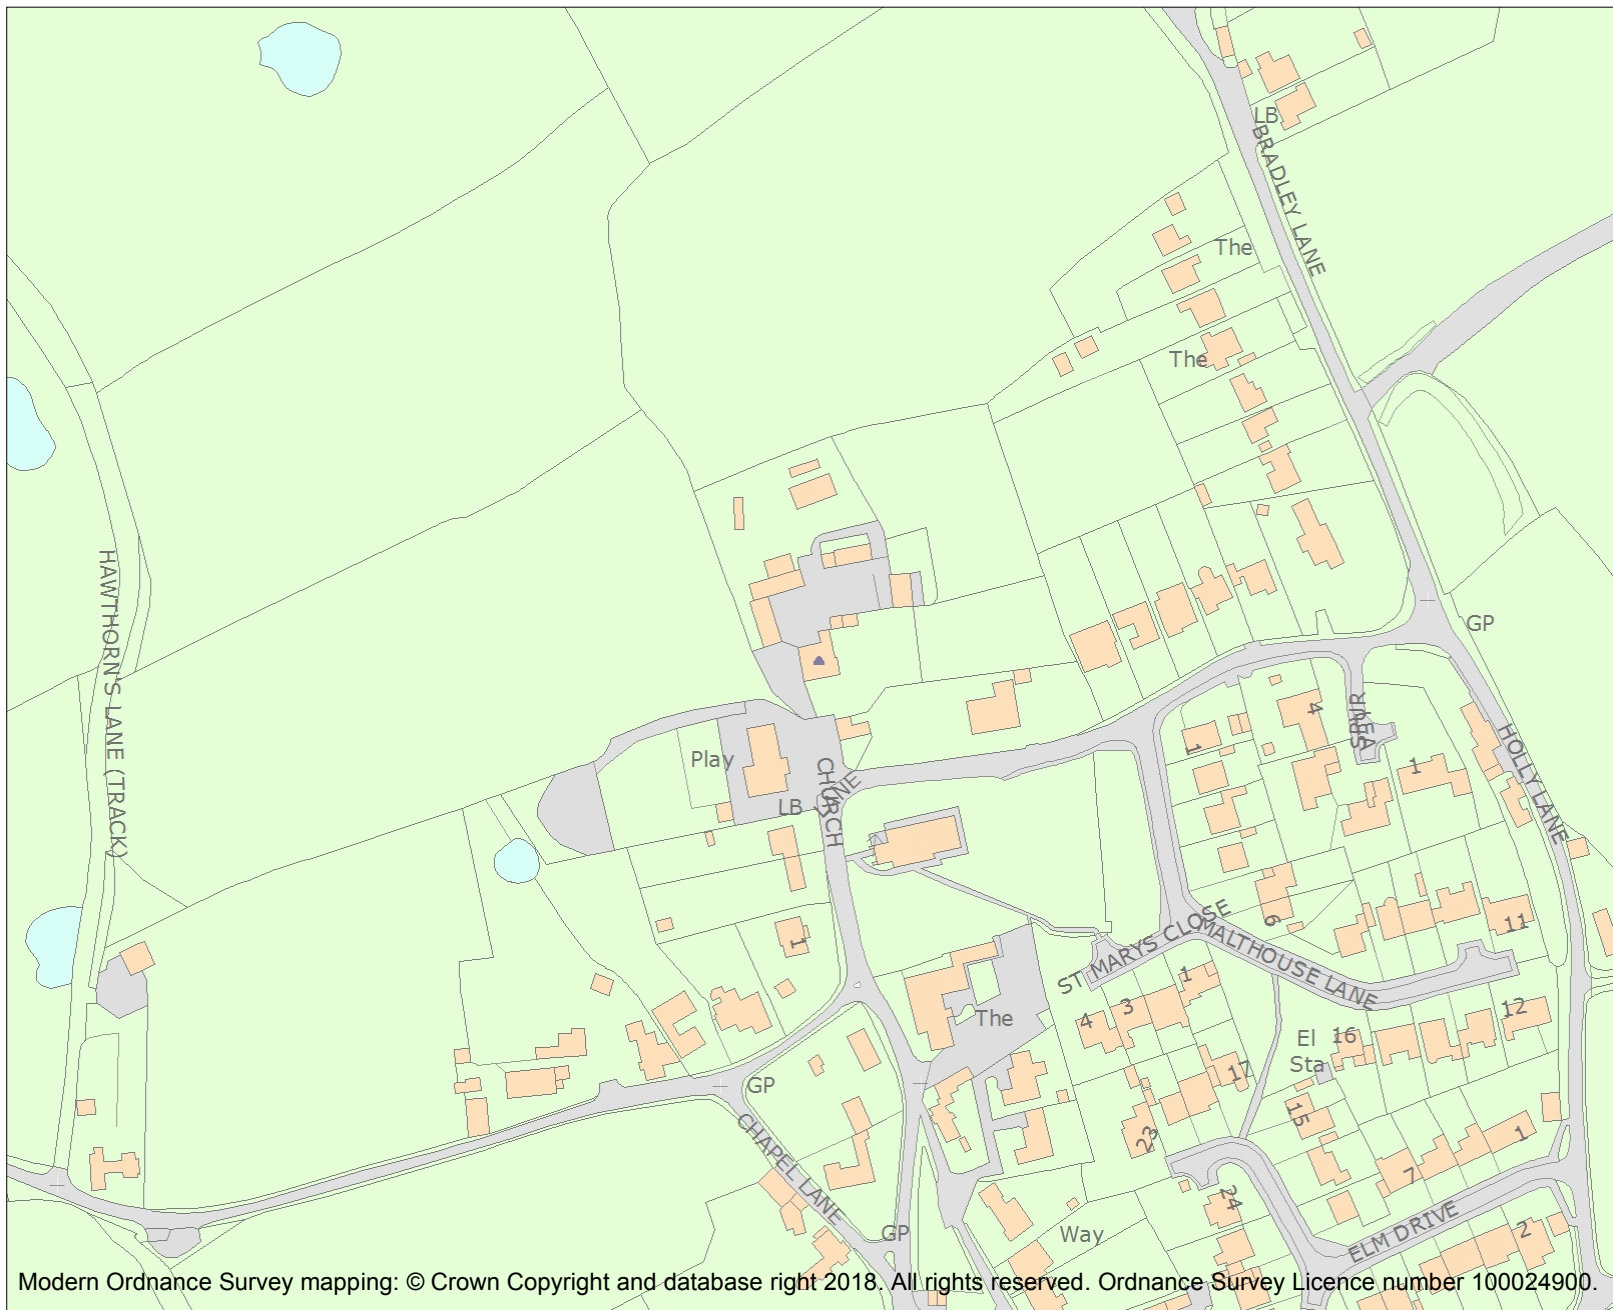 LB
BRADLEY LANE
The
The
HAWTHORN'S LANE (TRACK)
GP
4
SPUR
AREA
1
HOLLY LANE
1
Play
LB
CHURCH
LANE
1
6
11
ST MARYS CLOSE
MALTHOUSE LANE
1
3
4
The
12
16
El
Sta
17
15
GP
23
1
CHAPEL LANE
7
24
GP
Way
ELM DRIVE
2
Modern Ordnance Survey mapping: © Crown Copyright and database right 2018. All rights reserved. Ordnance Survey Licence number 100024900.